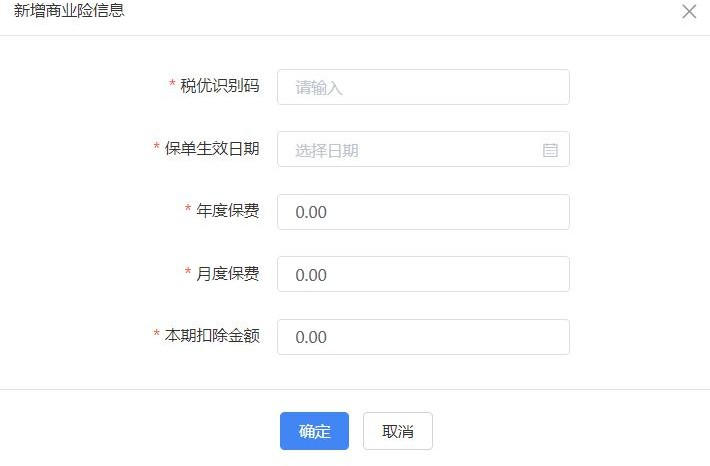 新增商业险信息
* 税优识别码 请输入
* 保单生效日期 选择日期
* 年度保费 0.00
* 月度保费 0.00
* 本期扣除金额 0.00
确定 取消